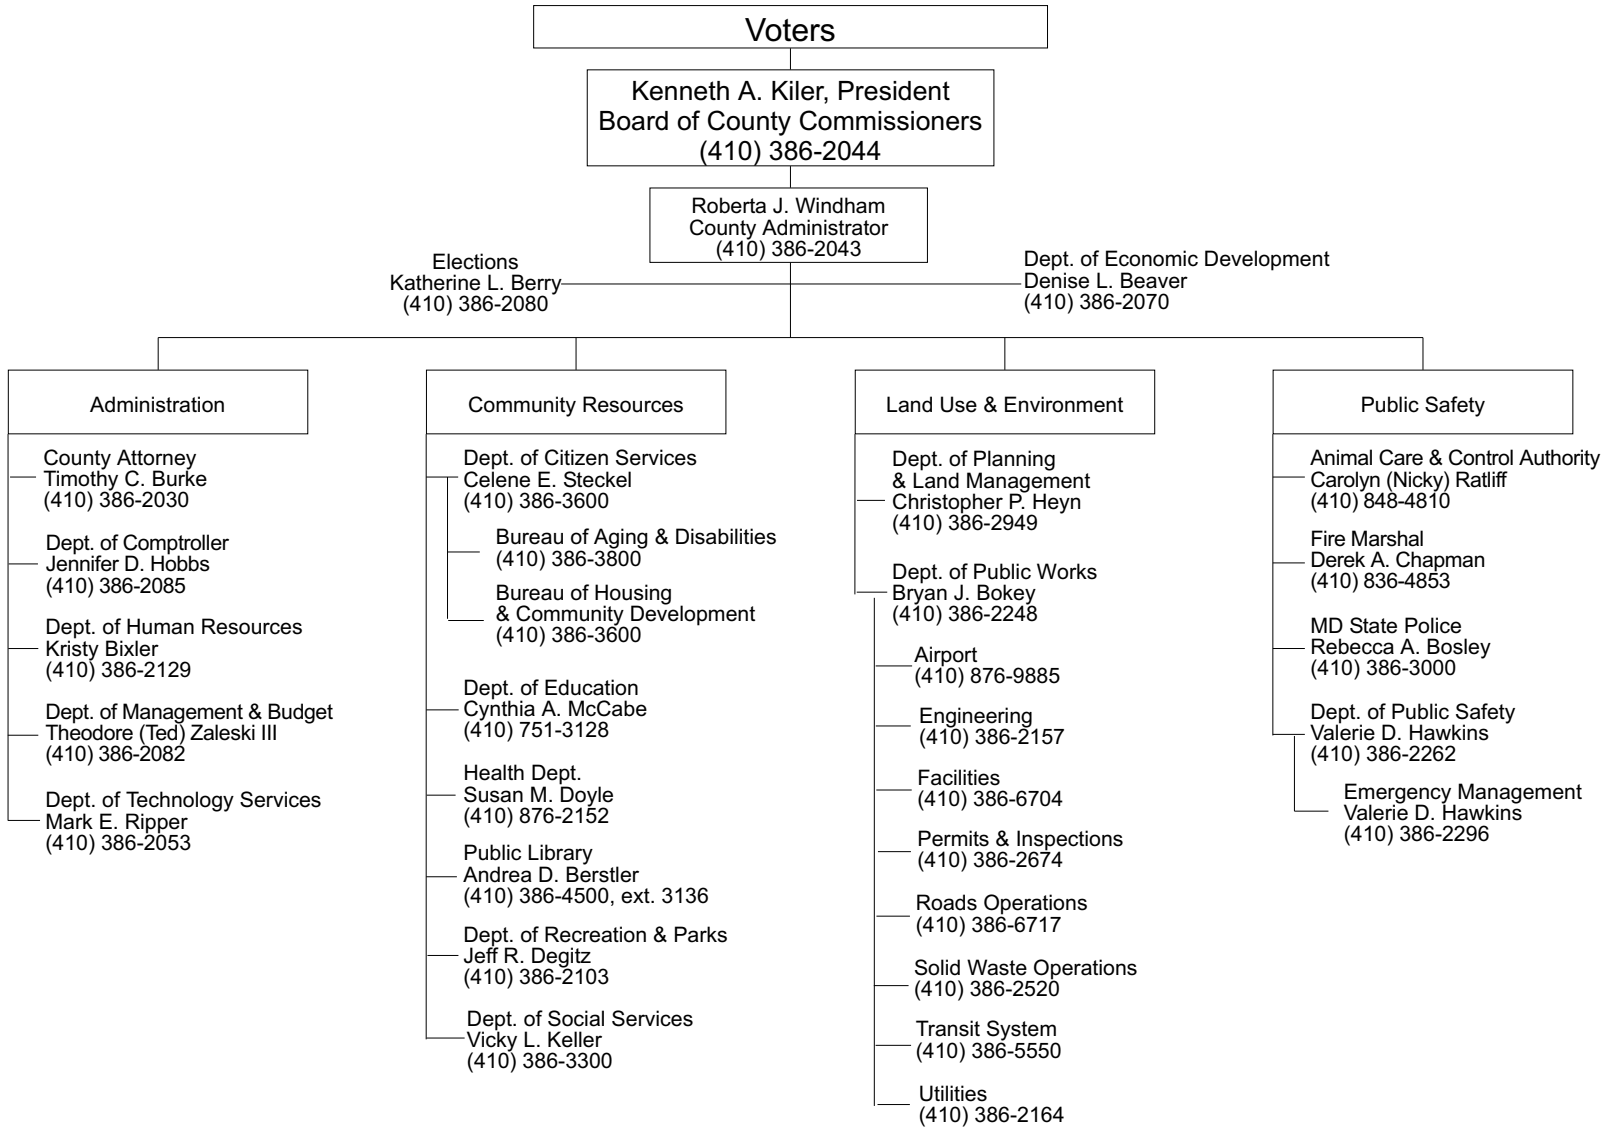 Voters
Kenneth A. Kiler, President
Board of County Commissioners
(410) 386-2044
Roberta J. Windham
County Administrator
(410) 386-2043
Elections
Katherine L. Berry
(410) 386-2080
Dept. of Economic Development
Denise L. Beaver
(410) 386-2070
Administration
County Attorney
Timothy C. Burke
(410) 386-2030
Dept. of Comptroller
Jennifer D. Hobbs
(410) 386-2085
Dept. of Human Resources
Kristy Bixler
(410) 386-2129
Dept. of Management & Budget
Theodore (Ted) Zaleski III
(410) 386-2082
Dept. of Technology Services
Mark E. Ripper
(410) 386-2053
Community Resources
Dept. of Citizen Services
Celene E. Steckel
(410) 386-3600
Bureau of Aging & Disabilities
(410) 386-3800
Bureau of Housing
& Community Development
(410) 386-3600
Dept. of Education
Cynthia A. McCabe
(410) 751-3128
Health Dept.
Susan M. Doyle
(410) 876-2152
Public Library
Andrea D. Berstler
(410) 386-4500, ext. 3136
Dept. of Recreation & Parks
Jeff R. Degitz
(410) 386-2103
Dept. of Social Services
Vicky L. Keller
(410) 386-3300
Land Use & Environment
Dept. of Planning
& Land Management
Christopher P. Heyn
(410) 386-2949
Dept. of Public Works
Bryan J. Bokey
(410) 386-2248
Airport
(410) 876-9885
Engineering
(410) 386-2157
Facilities
(410) 386-6704
Permits & Inspections
(410) 386-2674
Roads Operations
(410) 386-6717
Solid Waste Operations
(410) 386-2520
Transit System
(410) 386-5550
Utilities
(410) 386-2164
Public Safety
Animal Care & Control Authority
Carolyn (Nicky) Ratliff
(410) 848-4810
Fire Marshal
Derek A. Chapman
(410) 836-4853
MD State Police
Rebecca A. Bosley
(410) 386-3000
Dept. of Public Safety
Valerie D. Hawkins
(410) 386-2262
Emergency Management
Valerie D. Hawkins
(410) 386-2296